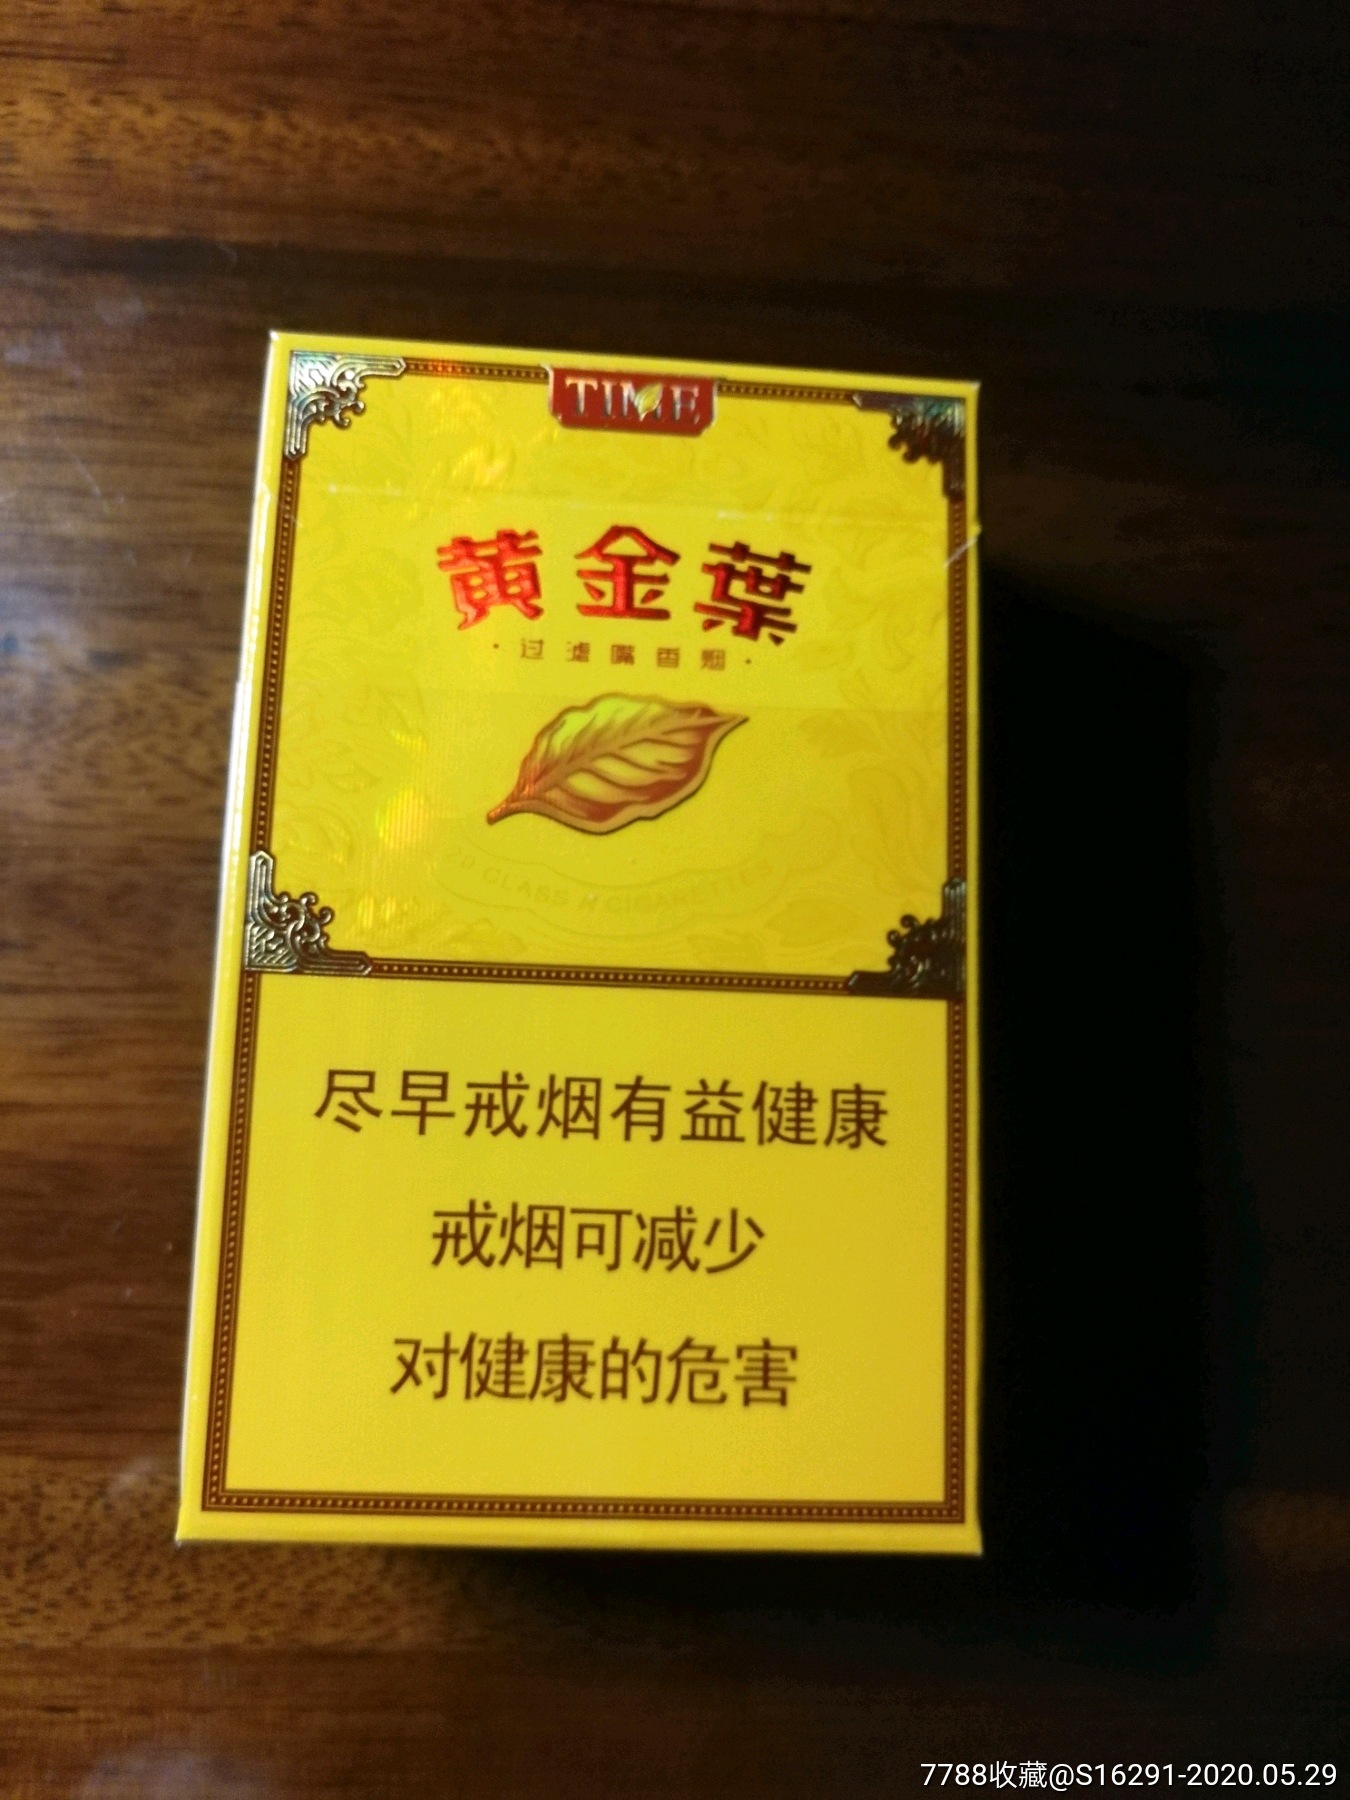 TIME
黄金葉
·过滤嘴香烟·
20 CLASS A CIGARETTES
尽早戒烟有益健康
戒烟可减少
对健康的危害
7788收藏@S16291-2020.05.29